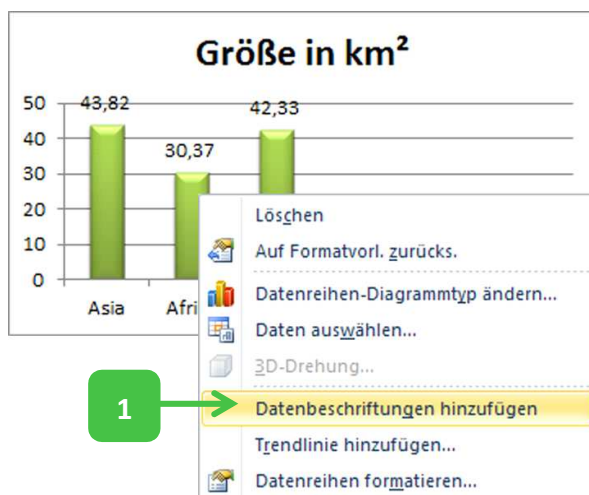 Größe in km²
50
43,82
42,33
40
30,37
30
20
10
0
Asia
Afri
Löschen
Auf Formatvorl. zurücks.
Datenreihen-Diagrammtyp ändern...
Daten auswählen...
3D-Drehung...
1
Datenbeschriftungen hinzufügen
Trendlinie hinzufügen...
Datenreihen formatieren...